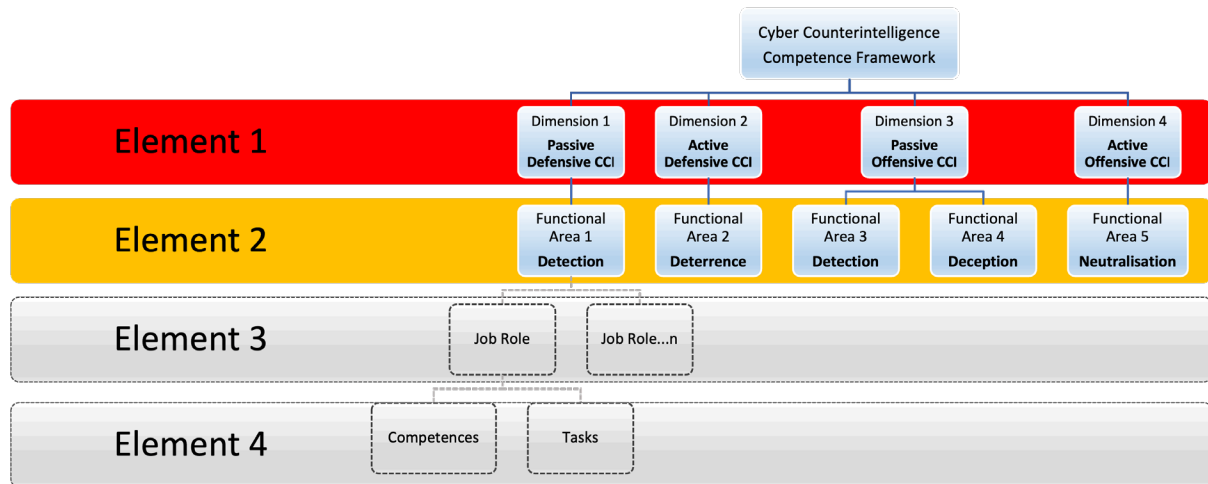 Cyber Counterintelligence
Competence Framework
Element 1
Dimension 1
Passive
Defensive CCI
Dimension 2
Active
Defensive CCI
Dimension 3
Passive
Offensive CCI
Dimension 4
Active
Offensive CCI
Element 2
Functional
Area 1
Detection
Functional
Area 2
Deterrence
Functional
Area 3
Detection
Functional
Area 4
Deception
Functional
Area 5
Neutralisation
Element 3
Job Role
Job Role...n
Element 4
Competences
Tasks